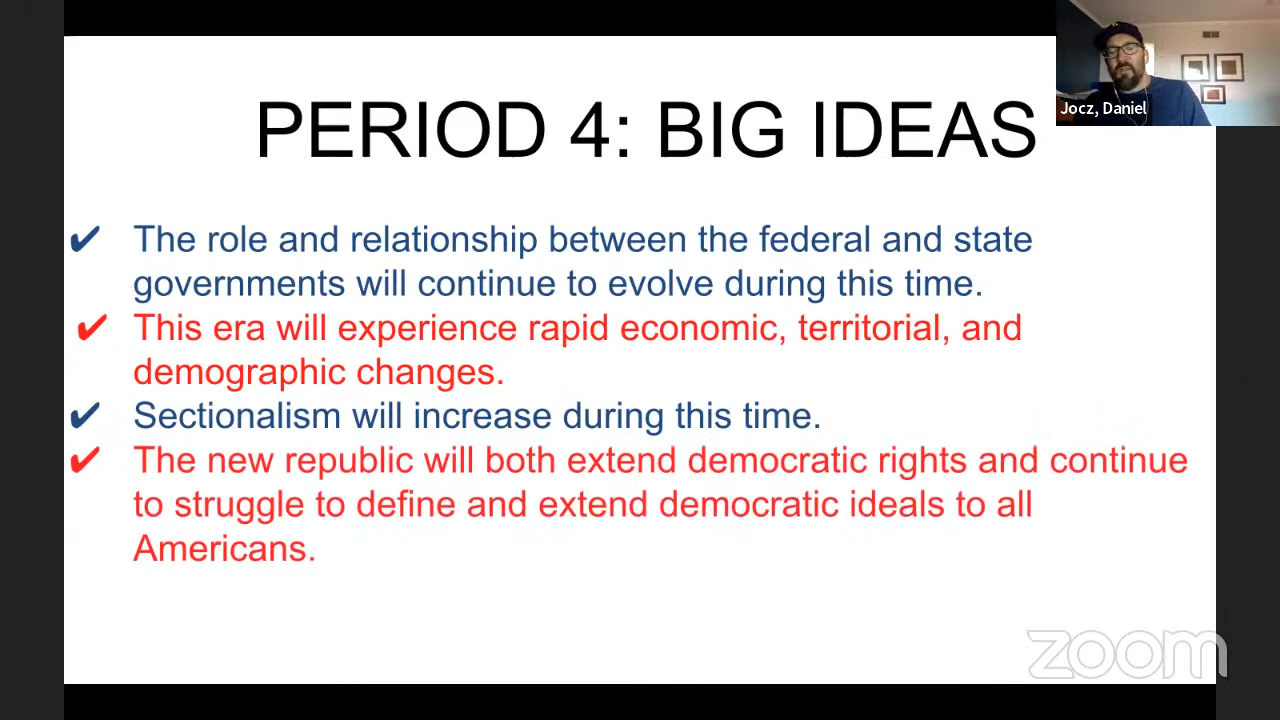 PERIOD 4: BIG IDEAS
Jocz, Daniel
✔ The role and relationship between the federal and state
governments will continue to evolve during this time.
✔ This era will experience rapid economic, territorial, and
demographic changes.
✔ Sectionalism will increase during this time.
✔ The new republic will both extend democratic rights and continue
to struggle to define and extend democratic ideals to all
Americans.
zoom